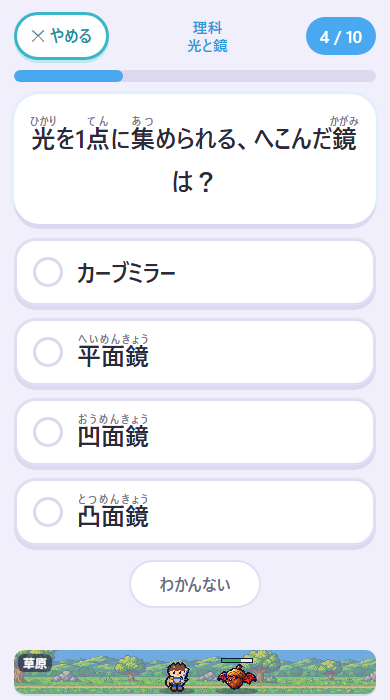 やめる
理科
光と鏡
4 / 10
ひかり てん あつ かがみ
光を1点に集められる、へこんだ鏡
は？
カーブミラー
へいめんきょう
平面鏡
おうめんきょう
凹面鏡
とつめんきょう
凸面鏡
わかんない
草原